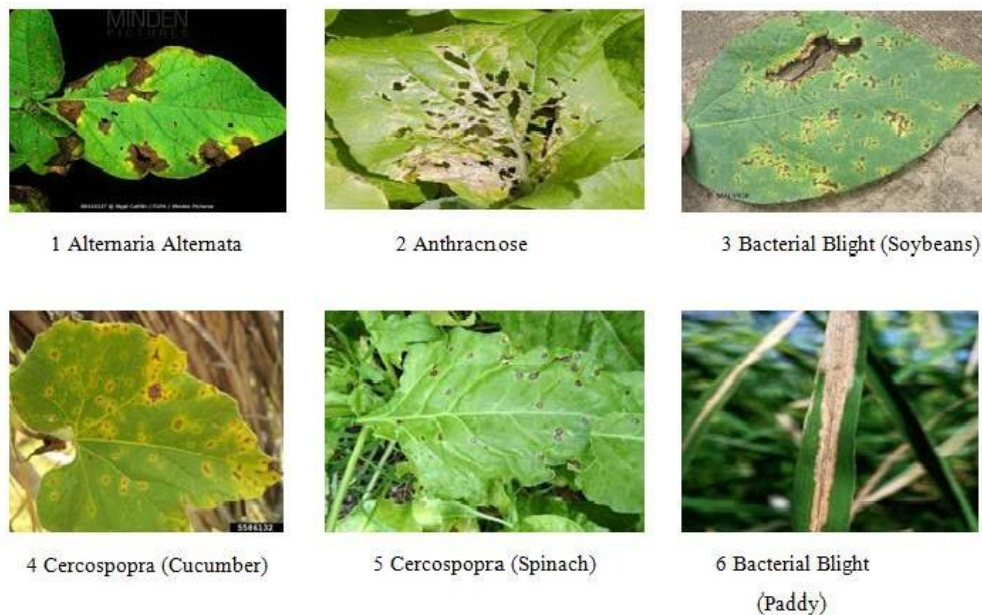 MINDEN
PICTURES
1 Alternaria Alternata
2 Anthracnose
3 Bacterial Blight (Soybeans)
5586132
4 Cercospopra (Cucumber)
5 Cercospopra (Spinach)
6 Bacterial Blight
(Paddy)